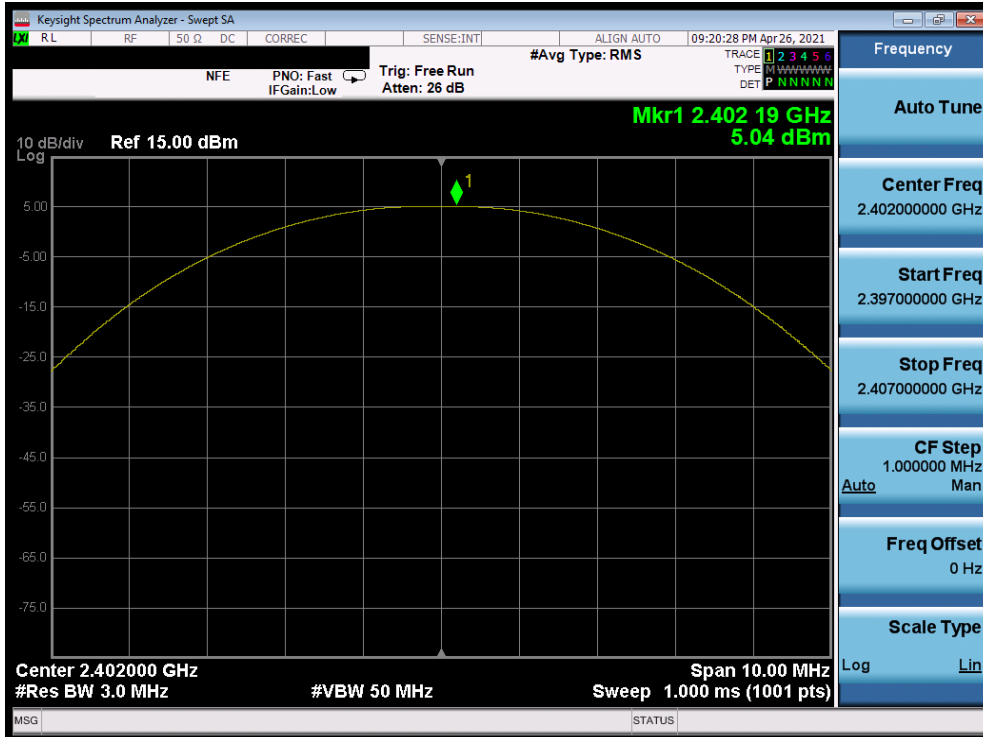 Keysight Spectrum Analyzer - Swept SA
LXI RL RF 50 Ω DC CORREC SENSE:INT ALIGN AUTO 09:20:28 PM Apr 26, 2021
#Avg Type: RMS TRACE 1 2 3 4 5 6
NFE PNO: Fast Trig: Free Run TYPE M WWWWW
IFGain:Low Atten: 26 dB DET P N N N N N
Mkr1 2.402 19 GHz
5.04 dBm
10 dB/div Ref 15.00 dBm
Log
1
5.00
-5.00
-15.0
-25.0
-35.0
-45.0
-55.0
-65.0
-75.0
Center 2.402000 GHz Span 10.00 MHz
#Res BW 3.0 MHz #VBW 50 MHz Sweep 1.000 ms (1001 pts)
MSG STATUS
Frequency
Auto Tune
Center Freq
2.402000000 GHz
Start Freq
2.397000000 GHz
Stop Freq
2.407000000 GHz
CF Step
1.000000 MHz
Auto Man
Freq Offset
0 Hz
Scale Type
Log Lin